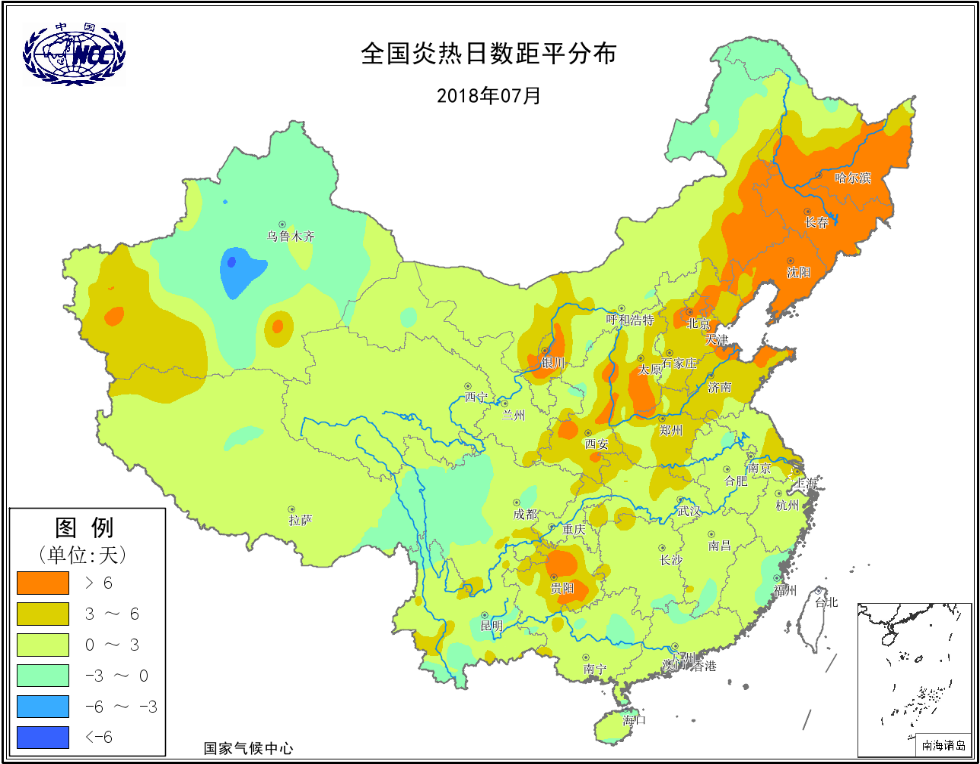 中 国
NCC
全国炎热日数距平分布
2018年07月
哈尔滨
长春
乌鲁木齐
沈阳
呼和浩特
北京
天津
银川
太原
石家庄
济南
西宁
兰州
郑州
西安
南京
合肥
上海
成都
武汉
杭州
拉萨
重庆
南昌
长沙
贵阳
福州
台北
昆明
广州
南宁
澳门
香港
海口
图 例
(单位:天)
> 6
3 ~ 6
0 ~ 3
-3 ~ 0
-6 ~ -3
<-6
国家气候中心
南海诸岛